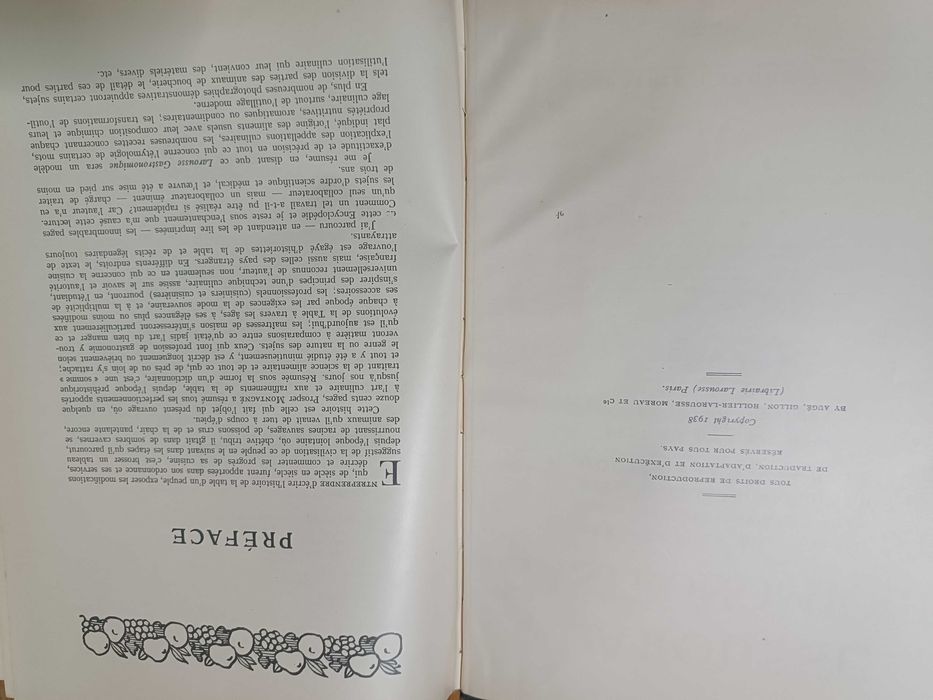 TOUS DROITS DE REPRODUCTION,
DE TRADUCTION, D'ADAPTATION ET D'EXÉCUTION
RÉSERVÉS POUR TOUS PAYS.
Copyright 1938
BY AUGÉ, GILLON, HOLLIER-LAROUSSE, MOREAU ET Cie
(Librairie Larousse) Paris.
PRÉFACE
ENTREPRENDRE d'écrire l'histoire de la table d'un peuple, exposer les modifications
qui, de siècle en siècle, furent apportées dans son ordonnance et ses services,
décrire et commenter les progrès de sa cuisine, c'est brosser un tableau
suggestif de la civilisation de ce peuple en le suivant dans les étapes qu'il parcourut,
depuis l'époque lointaine où, chétive tribu, il gîtait dans de sombres cavernes, se
nourrissant de racines sauvages, de poissons crus et de la chair, pantelante encore,
des animaux qu'il venait de tuer à coups d'épieu.
Cette histoire est celle qui fait l'objet du présent ouvrage où, en quelque
douze cents pages, Prosper MONTAGNÉ a résumé tous les perfectionnements apportés
à l'art culinaire et aux raffinements de la table, depuis l'époque préhistorique
jusqu'à nos jours. Résumée sous la forme d'un dictionnaire, c'est une « somme »
traitant de la science alimentaire et de tout ce qui, de près ou de loin s'y rattache;
et tout y a été étudié minutieusement, y est décrit longuement ou brièvement selon
le genre ou la nature des sujets. Ceux qui font profession de gastronomie y trou-
veront matière à comparaisons entre ce qu'était jadis l'art du bien manger et ce
qu'il est aujourd'hui; les maîtresses de maison s'intéresseront particulièrement aux
évolutions de la Table à travers les âges, à ses élégances plus ou moins modifiées
à chaque époque par les exigences de la mode souveraine, et à la multiplicité de
ses accessoires; les professionnels (cuisiniers et cuisinières) pourront, en l'étudiant,
s'inspirer des principes d'une technique culinaire, assise sur le savoir et l'autorité
universellement reconnus de l'auteur, non seulement en ce qui concerne la cuisine
française, mais aussi celles des pays étrangers. En différents endroits, le texte de
l'ouvrage est égayé d'historiettes de la table et de récits légendaires toujours
attrayants.
J'ai parcouru — en attendant de les lire imprimées — les innombrables pages
de cette Encyclopédie et je reste sous l'enchantement que m'a causé cette lecture.
Comment un tel travail a-t-il pu être réalisé si rapidement? Car l'auteur n'a eu
qu'un seul collaborateur — mais un collaborateur éminent — chargé de traiter
les sujets d'ordre scientifique et médical, et l'œuvre a été mise sur pied en moins
de trois ans.
Je me résume, en disant que ce Larousse Gastronomique sera un modèle
d'exactitude et de précision en tout ce qui concerne l'étymologie de certains mots,
l'explication des appellations culinaires, les nombreuses recettes concernant chaque
plat indiqué, l'origine des aliments usuels avec leur composition chimique et leurs
propriétés nutritives, aromatiques ou condimentaires; les transformations de l'outil-
lage culinaire, surtout de l'outillage moderne.
En plus, de nombreuses photographies démonstratives appuieront certains sujets,
tels la division des parties des animaux de boucherie, le détail de ces parties pour
l'utilisation culinaire qui leur convient, des matériels divers, etc.